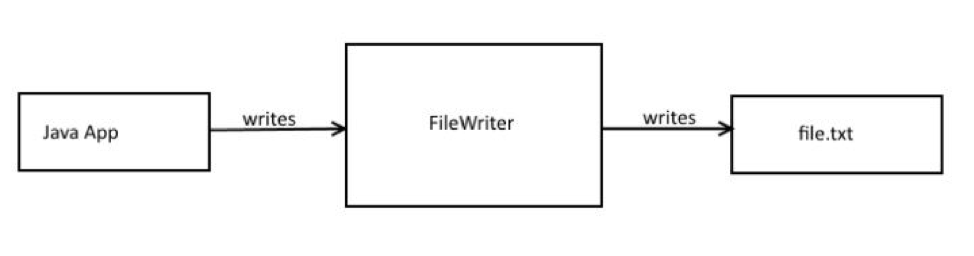 Java App
writes
FileWriter
writes
file.txt